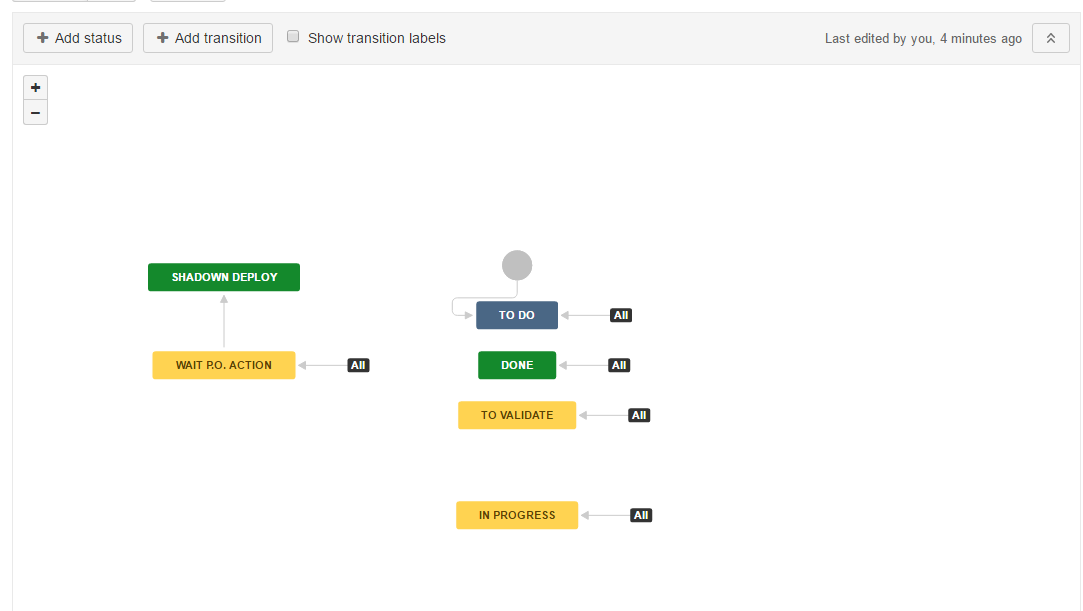 + Add status + Add transition Show transition labels Last edited by you, 4 minutes ago
+
−
SHADOWN DEPLOY
TO DO All
WAIT P.O. ACTION All
DONE All
TO VALIDATE All
IN PROGRESS All